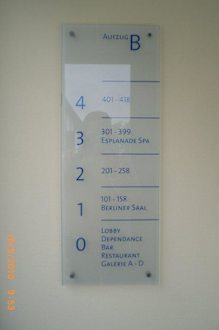 Aufzug B
4 401 - 418
3 301 - 399
Esplanade Spa
2 201 - 258
1 101 - 158
Berliner Saal
0 Lobby
Dependance
Bar
Restaurant
Galerie A - D